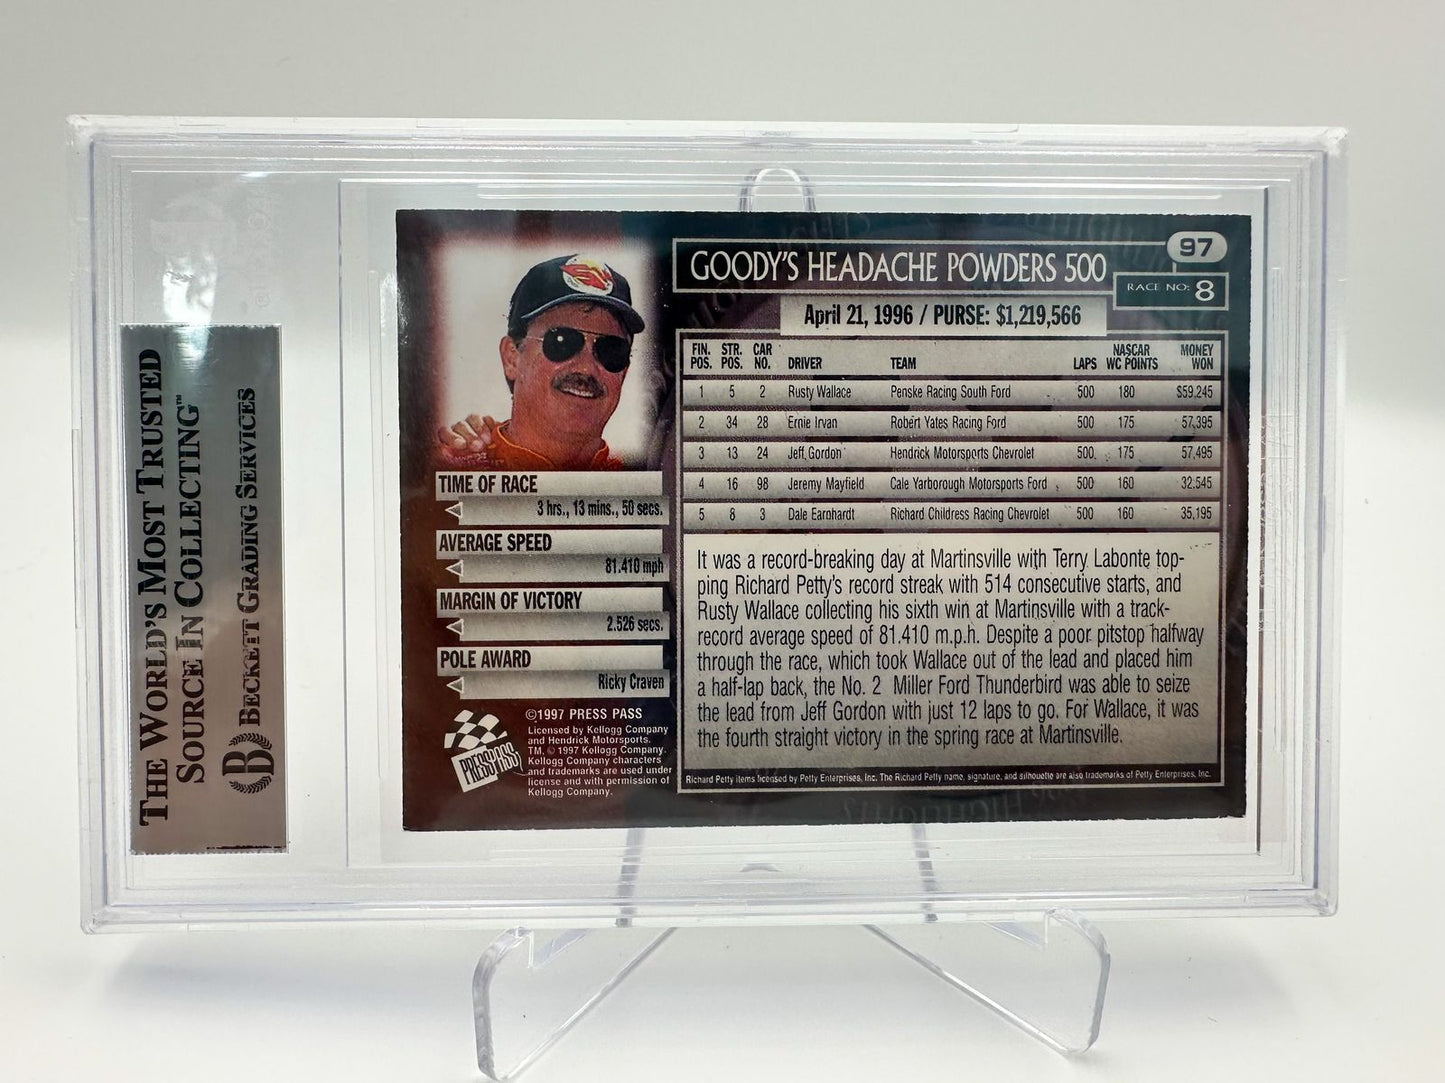 THE WORLD'S MOST TRUSTED
SOURCE IN COLLECTING™
BECKETT GRADING SERVICES
97
GOODY'S HEADACHE POWDERS 500
RACE NO: 8
April 21, 1996 / PURSE: $1,219,566
FIN. POS. STR. POS. CAR NO. DRIVER TEAM LAPS NASCAR WC POINTS MONEY WON
1 5 2 Rusty Wallace Penske Racing South Ford 500 180 $59,245
2 34 28 Ernie Irvan Robert Yates Racing Ford 500 175 57,395
3 13 24 Jeff Gordon Hendrick Motorsports Chevrolet 500 175 57,495
4 16 98 Jeremy Mayfield Cale Yarborough Motorsports Ford 500 160 32,545
5 8 3 Dale Earnhardt Richard Childress Racing Chevrolet 500 160 35,195
TIME OF RACE
3 hrs., 13 mins., 50 secs.
AVERAGE SPEED
81.410 mph
MARGIN OF VICTORY
2.526 secs.
POLE AWARD
Ricky Craven
It was a record-breaking day at Martinsville with Terry Labonte top-
ping Richard Petty's record streak with 514 consecutive starts, and
Rusty Wallace collecting his sixth win at Martinsville with a track-
record average speed of 81.410 m.p.h. Despite a poor pitstop halfway
through the race, which took Wallace out of the lead and placed him
a half-lap back, the No. 2 Miller Ford Thunderbird was able to seize
the lead from Jeff Gordon with just 12 laps to go. For Wallace, it was
the fourth straight victory in the spring race at Martinsville.
PRESS PASS
©1997 PRESS PASS
Licensed by Kellogg Company
and Hendrick Motorsports.
TM, © 1997 Kellogg Company.
Kellogg Company characters
and trademarks are used under
license and with permission of
Kellogg Company.
Richard Petty items licensed by Petty Enterprises, Inc. The Richard Petty name, signature, and silhouette are also trademarks of Petty Enterprises, Inc.